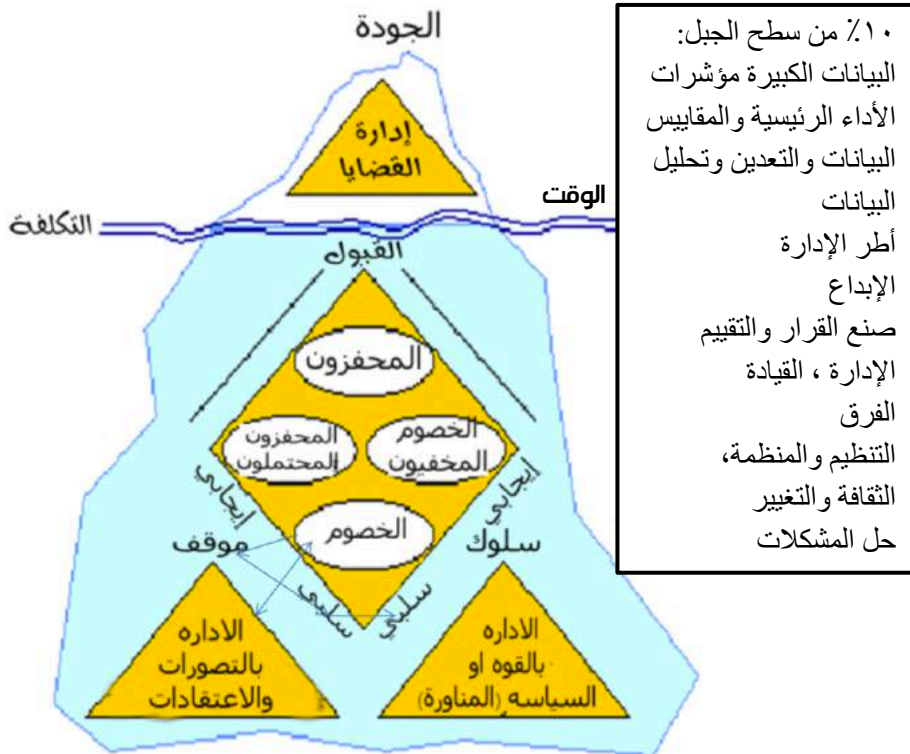 الجودة
إدارة
القضايا
الوقت
التكلفة
القبول
المحفزون
المحفزون
المحتملون
الخصوم
المخفيون
الخصوم
إيجابي
إيجابي
موقف
سلوك
سلبي
سلبي
الاداره
بالتصورات
والاعتقادات
الاداره
بالقوه او
السياسه (المناورة)
١٠٪ من سطح الجبل:
البيانات الكبيرة مؤشرات
الأداء الرئيسية والمقاييس
البيانات والتعدين وتحليل
البيانات
أطر الإدارة
الإبداع
صنع القرار والتقييم
الإدارة ، القيادة
الفرق
التنظيم والمنظمة،
الثقافة والتغيير
حل المشكلات